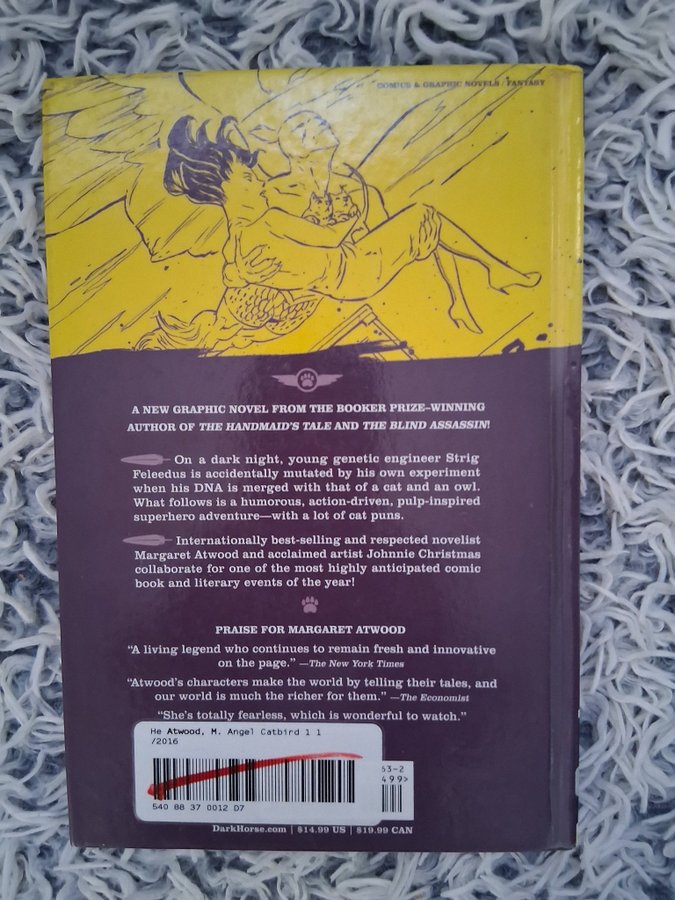 COMICS & GRAPHIC NOVELS / FANTASY
A NEW GRAPHIC NOVEL FROM THE BOOKER PRIZE–WINNING
AUTHOR OF THE HANDMAID'S TALE AND THE BLIND ASSASSIN!
On a dark night, young genetic engineer Strig
Feleedus is accidentally mutated by his own experiment
when his DNA is merged with that of a cat and an owl.
What follows is a humorous, action-driven, pulp-inspired
superhero adventure—with a lot of cat puns.
Internationally best-selling and respected novelist
Margaret Atwood and acclaimed artist Johnnie Christmas
collaborate for one of the most highly anticipated comic
book and literary events of the year!
PRAISE FOR MARGARET ATWOOD
“A living legend who continues to remain fresh and innovative
on the page.” —The New York Times
“Atwood's characters make the world by telling their tales, and
our world is much the richer for them.” —The Economist
“She's totally fearless, which is wonderful to watch.”
He Atwood, M. Angel Catbird 1 1
/2016
63-2
499>
540 88 37 0012 D7
DarkHorse.com | $14.99 US | $19.99 CAN